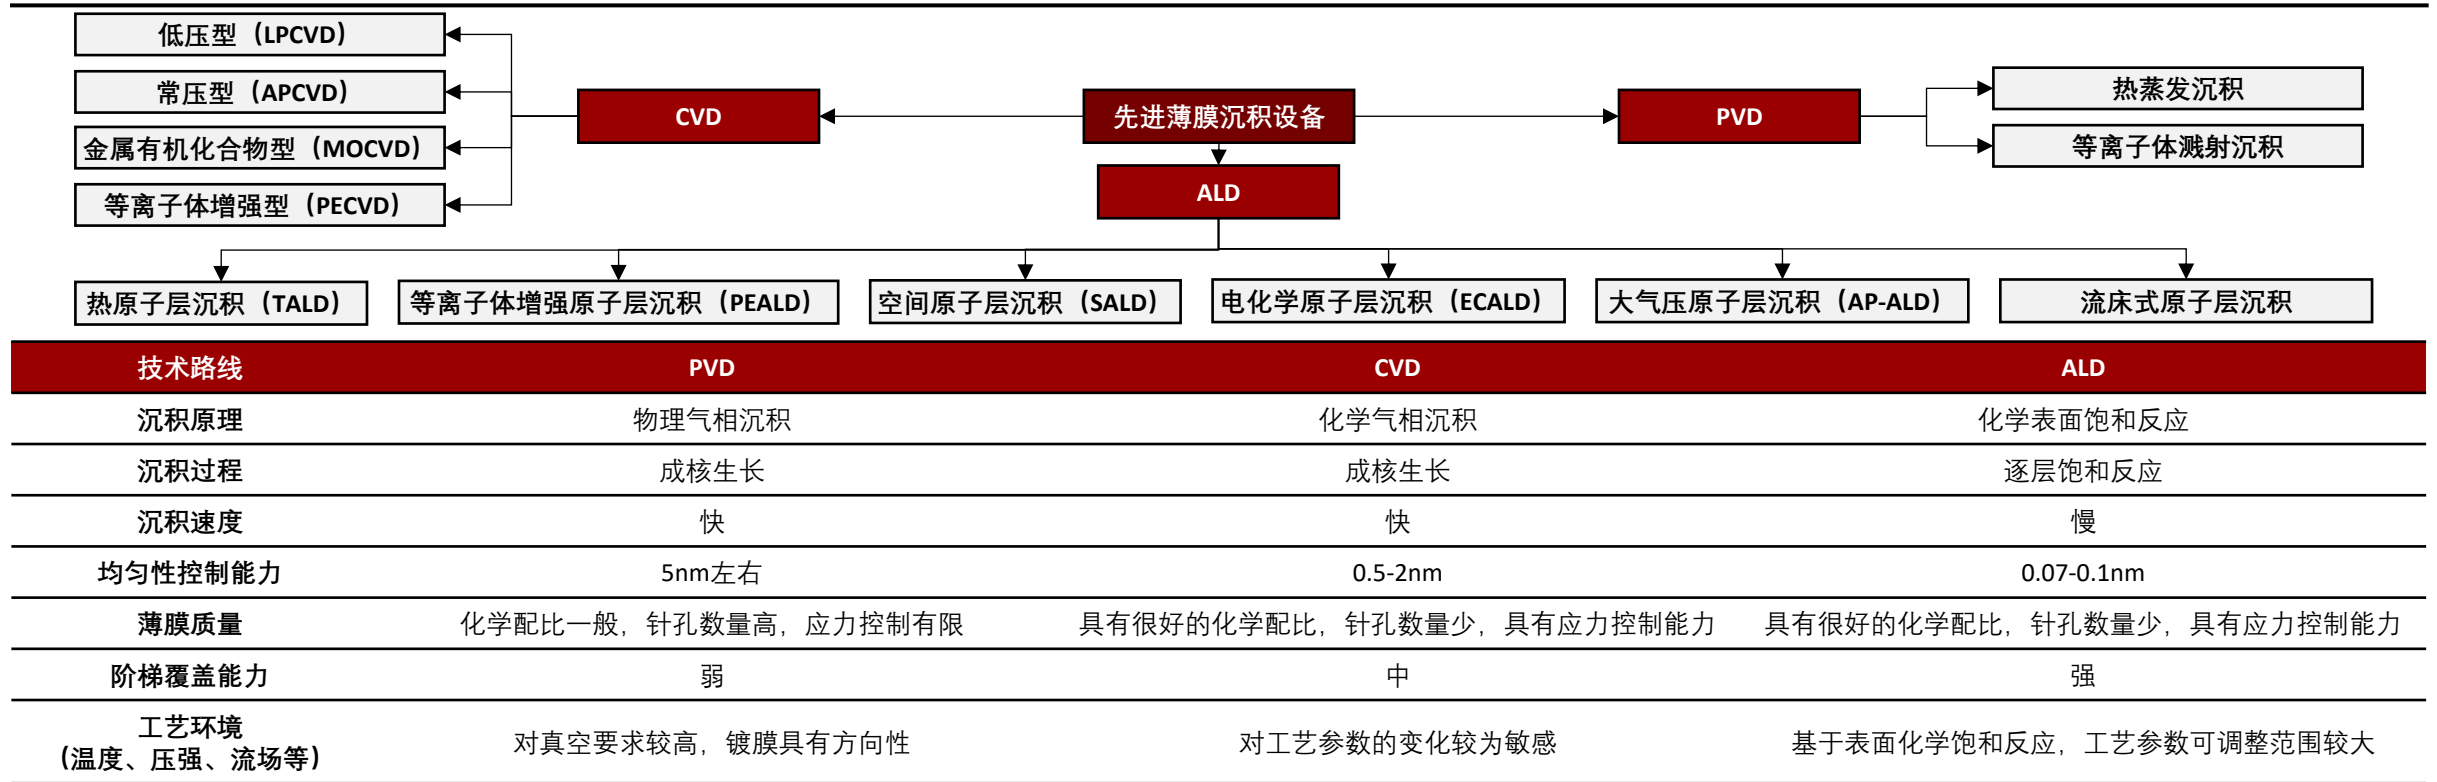 低压型（LPCVD）
常压型（APCVD）
金属有机化合物型（MOCVD）
等离子体增强型（PECVD）
CVD
先进薄膜沉积设备
PVD
热蒸发沉积
等离子体溅射沉积
ALD
热原子层沉积（TALD）
等离子体增强原子层沉积（PEALD）
空间原子层沉积（SALD）
电化学原子层沉积（ECALD）
大气压原子层沉积（AP-ALD）
流床式原子层沉积
技术路线 PVD CVD ALD
沉积原理 物理气相沉积 化学气相沉积 化学表面饱和反应
沉积过程 成核生长 成核生长 逐层饱和反应
沉积速度 快 快 慢
均匀性控制能力 5nm左右 0.5-2nm 0.07-0.1nm
薄膜质量 化学配比一般，针孔数量高，应力控制有限 具有很好的化学配比，针孔数量少，具有应力控制能力 具有很好的化学配比，针孔数量少，具有应力控制能力
阶梯覆盖能力 弱 中 强
工艺环境
（温度、压强、流场等） 对真空要求较高，镀膜具有方向性 对工艺参数的变化较为敏感 基于表面化学饱和反应，工艺参数可调整范围较大